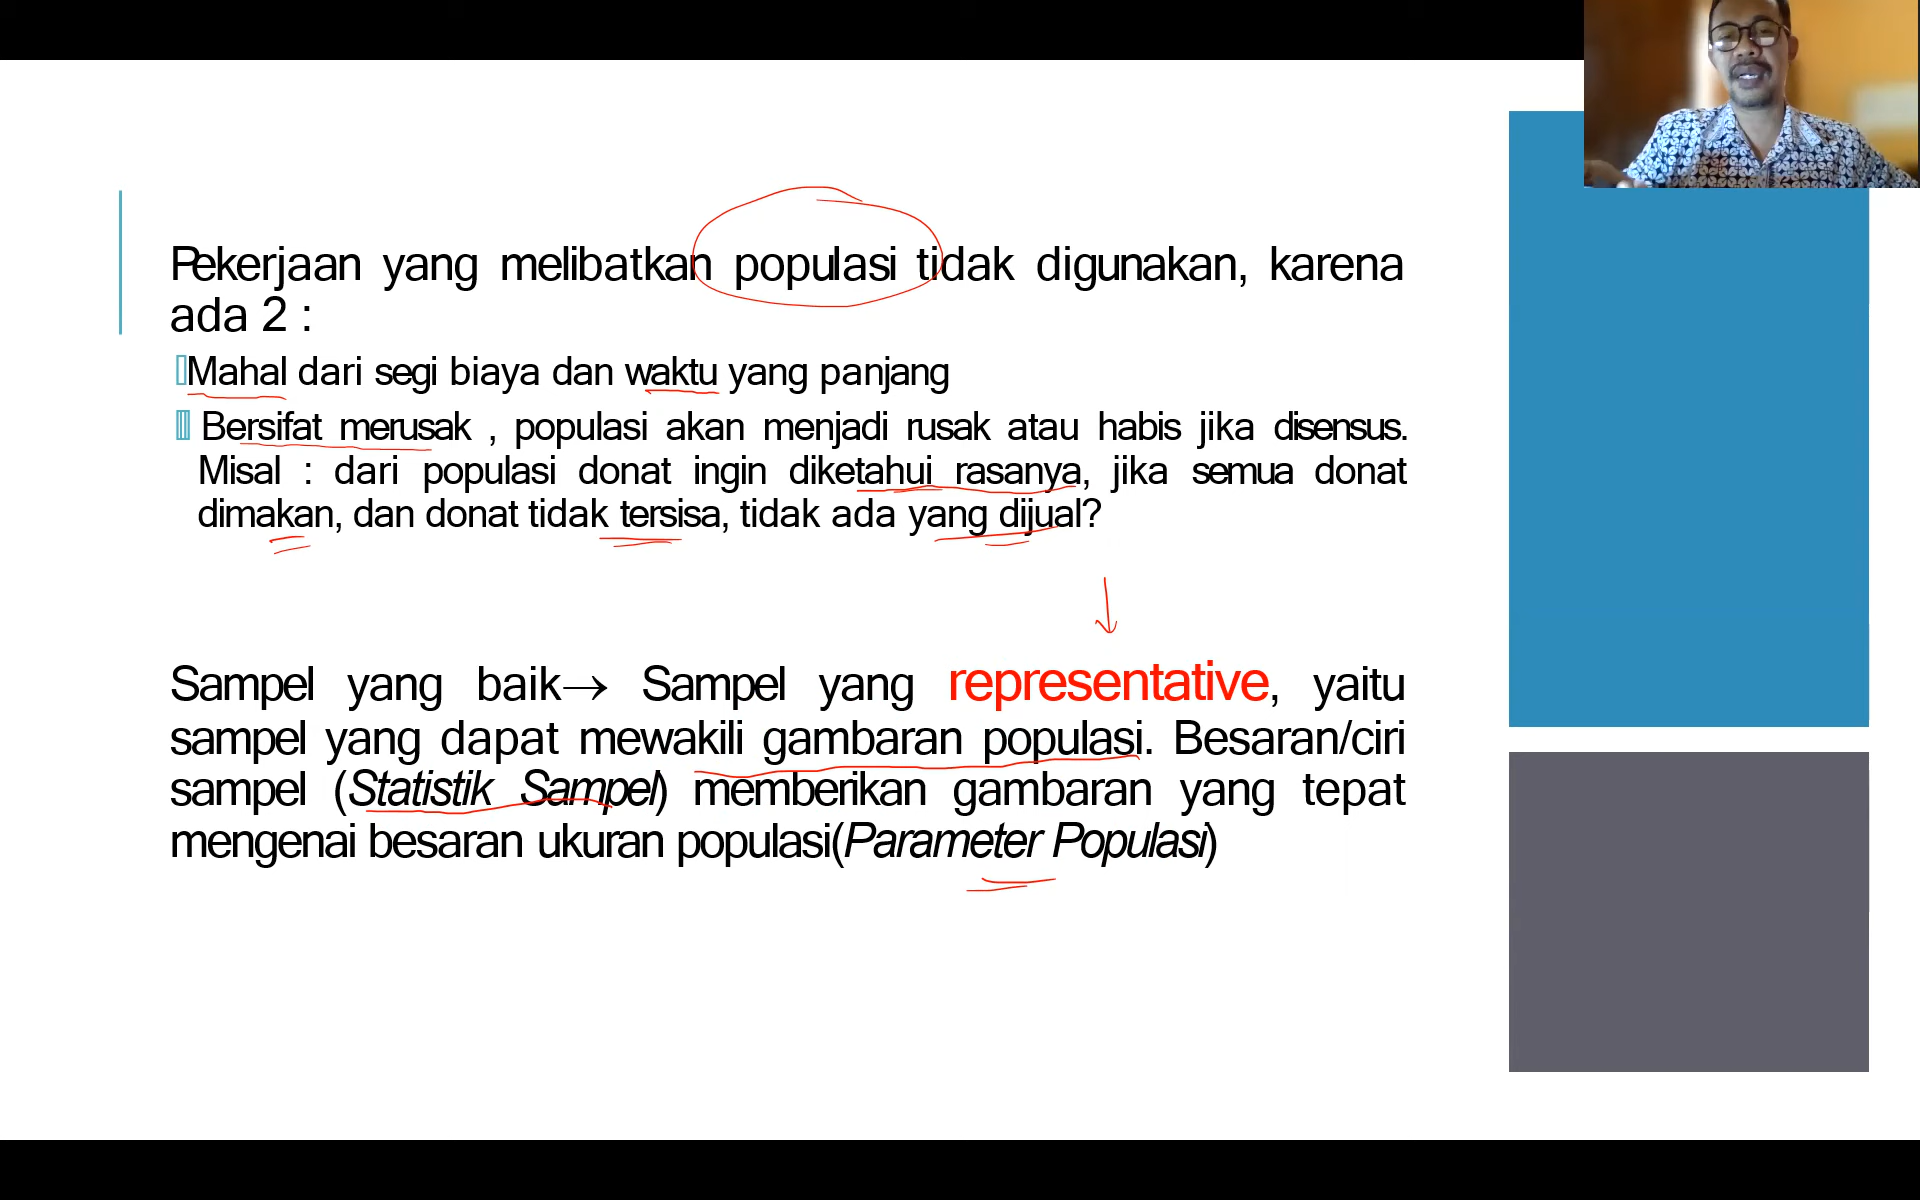 Pekerjaan yang melibatkan populasi tidak digunakan, karena
ada 2 :
Mahal dari segi biaya dan waktu yang panjang
Bersifat merusak , populasi akan menjadi rusak atau habis jika disensus.
Misal : dari populasi donat ingin diketahui rasanya, jika semua donat
dimakan, dan donat tidak tersisa, tidak ada yang dijual?
Sampel yang baik→ Sampel yang representative, yaitu
sampel yang dapat mewakili gambaran populasi. Besaran/ciri
sampel (Statistik Sampel) memberikan gambaran yang tepat
mengenai besaran ukuran populasi(Parameter Populasi)